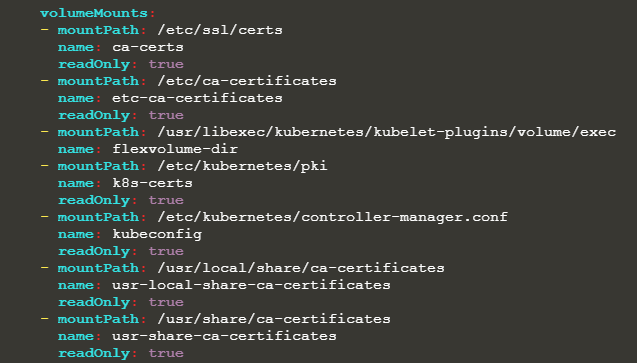 volumeMounts:
- mountPath: /etc/ssl/certs
  name: ca-certs
  readOnly: true
- mountPath: /etc/ca-certificates
  name: etc-ca-certificates
  readOnly: true
- mountPath: /usr/libexec/kubernetes/kubelet-plugins/volume/exec
  name: flexvolume-dir
- mountPath: /etc/kubernetes/pki
  name: k8s-certs
  readOnly: true
- mountPath: /etc/kubernetes/controller-manager.conf
  name: kubeconfig
  readOnly: true
- mountPath: /usr/local/share/ca-certificates
  name: usr-local-share-ca-certificates
  readOnly: true
- mountPath: /usr/share/ca-certificates
  name: usr-share-ca-certificates
  readOnly: true